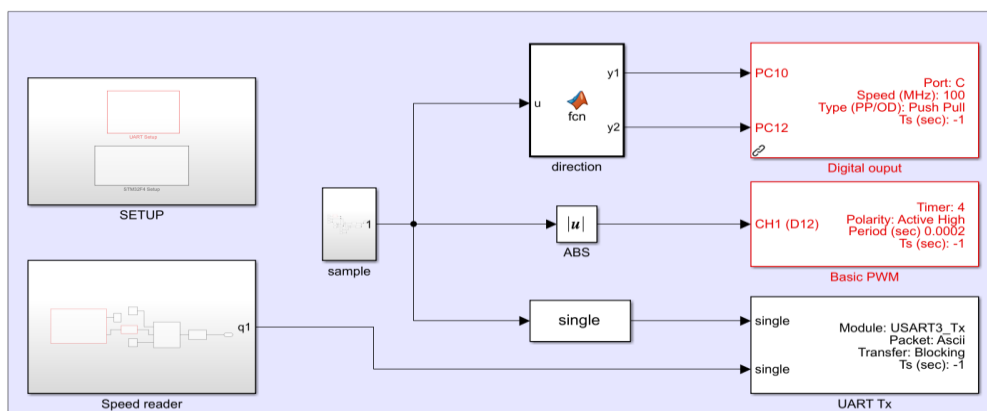 UART Setup
STM32F4 Setup
SETUP
u
fcn
y1
y2
direction
PC10
PC12
Port: C
Speed (MHz): 100
Type (PP/OD): Push Pull
Ts (sec): -1
Digital ouput
1
sample
|u|
ABS
CH1 (D12)
Timer: 4
Polarity: Active High
Period (sec) 0.0002
Ts (sec): -1
Basic PWM
q1
Speed reader
single
single
single
Module: USART3_Tx
Packet: Ascii
Transfer: Blocking
Ts (sec): -1
UART Tx